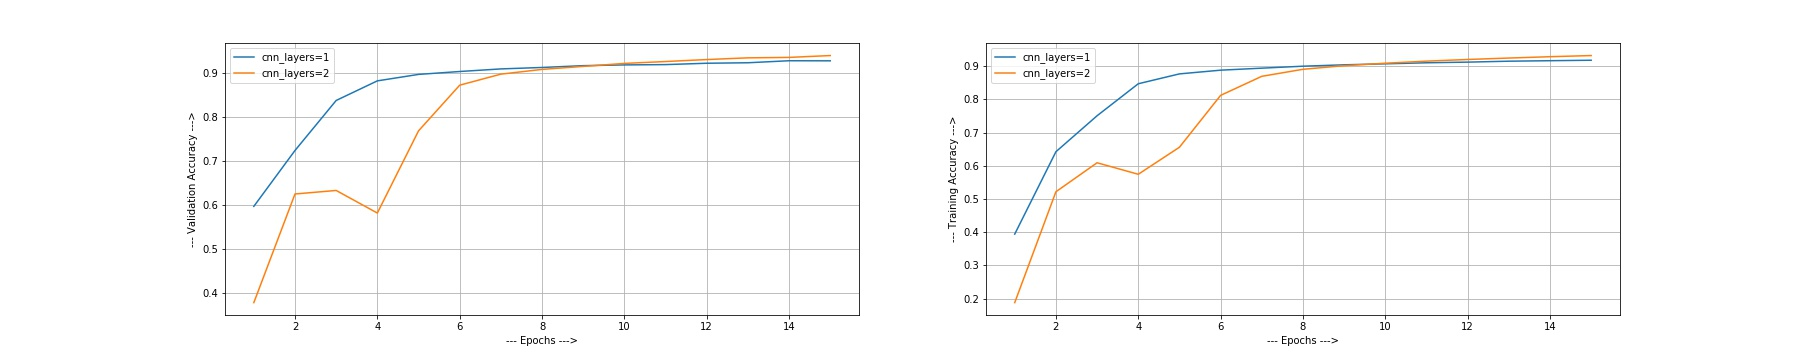 cnn_layers=1
cnn_layers=2
0.9
0.8
0.7
0.6
0.5
0.4
--- Validation Accuracy --->
2 4 6 8 10 12 14
--- Epochs --->
cnn_layers=1
cnn_layers=2
0.9
0.8
0.7
0.6
0.5
0.4
0.3
0.2
--- Training Accuracy --->
2 4 6 8 10 12 14
--- Epochs --->